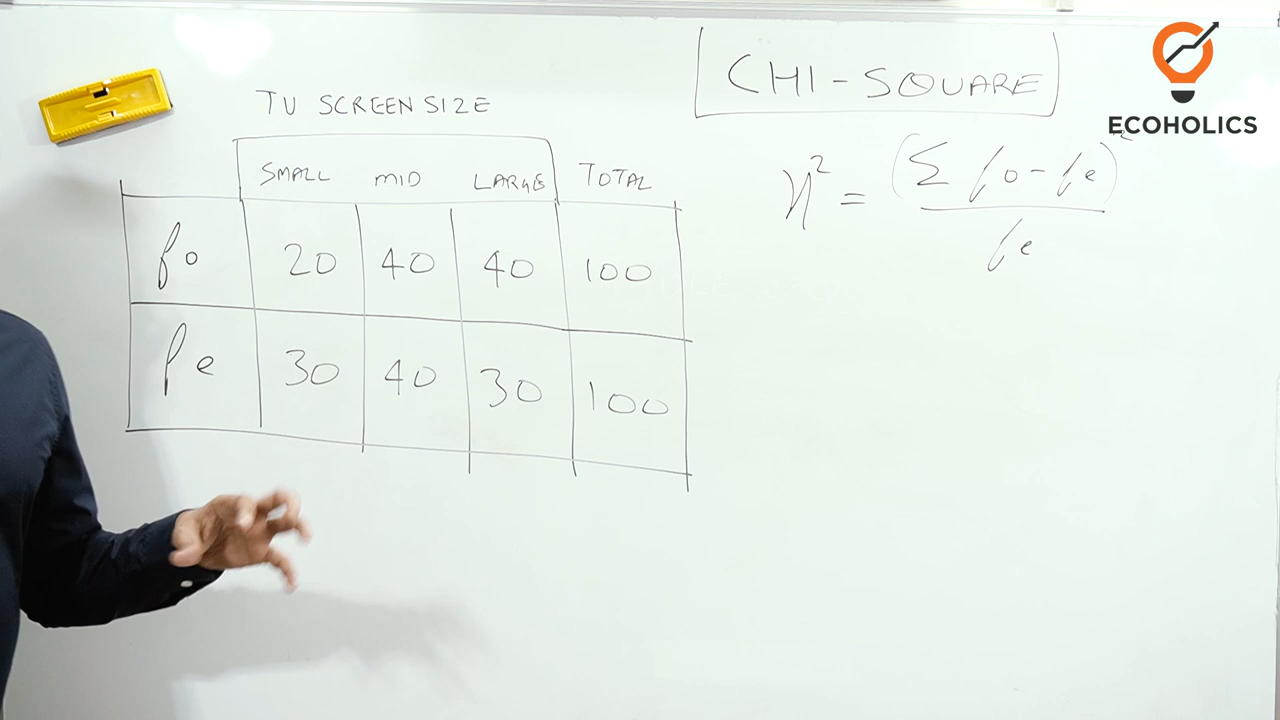 CHI-SQUARE
ECOHOLICS
TV SCREEN SIZE
SMALL MID LARGE TOTAL
fo 20 40 40 100
fe 30 40 30 100
χ² = (Σ fo - fe)²
fe